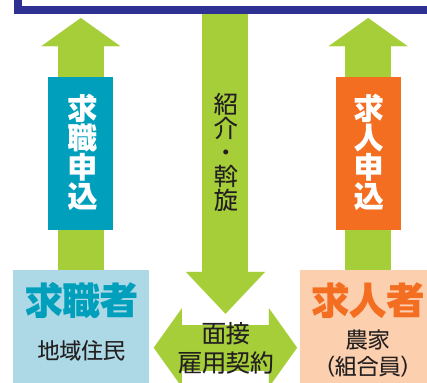 求職申込
紹介・斡旋
求人申込
求職者
地域住民
面接
雇用契約
求人者
農家
(組合員)